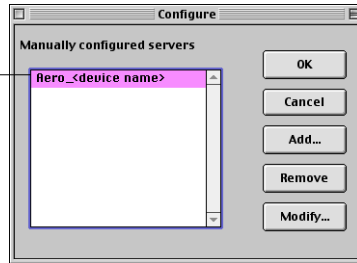 Configure
Manually configured servers
Aero_<device name>
OK
Cancel
Add...
Remove
Modify...